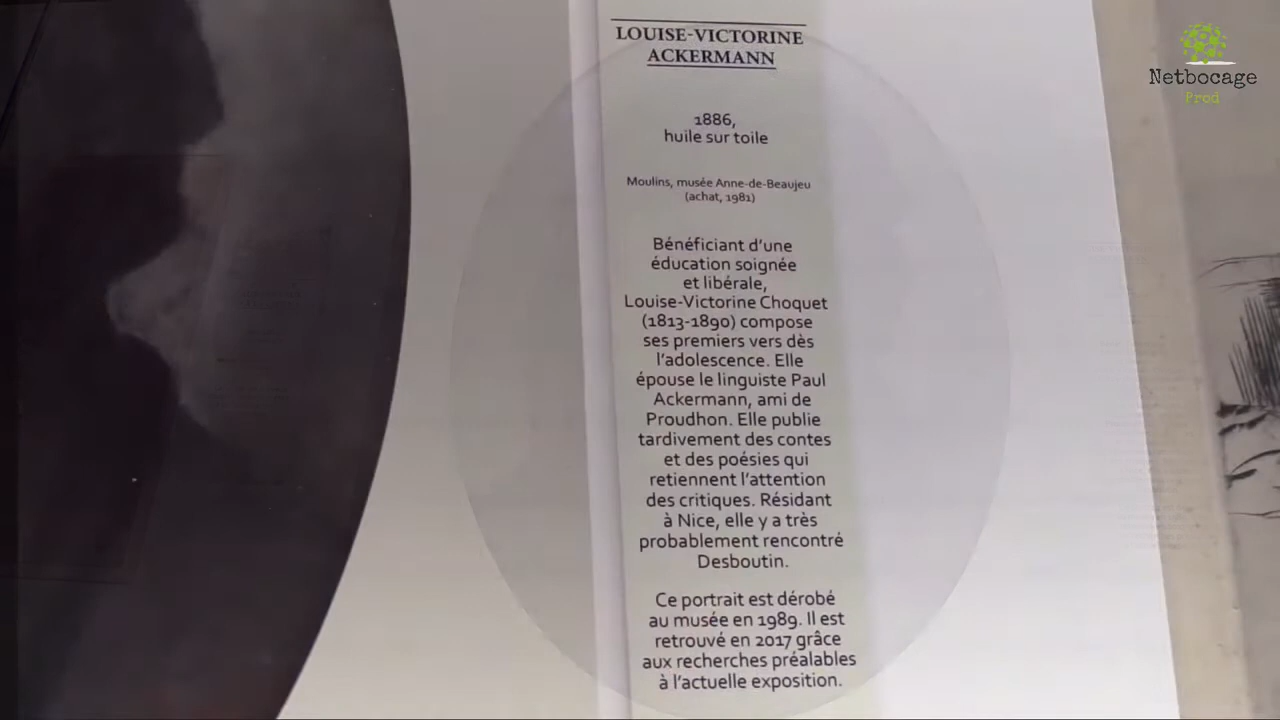 LOUISE-VICTORINE
ACKERMANN
1886,
huile sur toile
Moulins, musée Anne-de-Beaujeu
(achat, 1981)
Bénéficiant d'une
éducation soignée
et libérale,
Louise-Victorine Choquet
(1813-1890) compose
ses premiers vers dès
l'adolescence. Elle
épouse le linguiste Paul
Ackermann, ami de
Proudhon. Elle publie
tardivement des contes
et des poésies qui
retiennent l'attention
des critiques. Résidant
à Nice, elle y a très
probablement rencontré
Desboutin.
Ce portrait est dérobé
au musée en 1989. Il est
retrouvé en 2017 grâce
aux recherches préalables
à l'actuelle exposition.
Netbocage
Prod